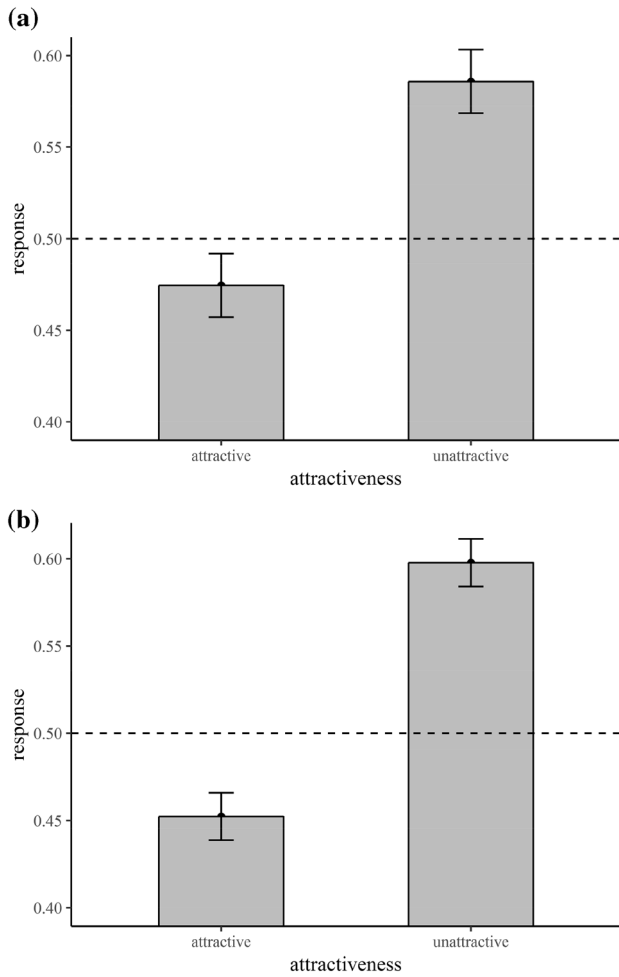 (a)
0.60
0.55
0.50
0.45
0.40
response
attractive unattractive
attractiveness
(b)
0.60
0.55
0.50
0.45
0.40
response
attractive unattractive
attractiveness